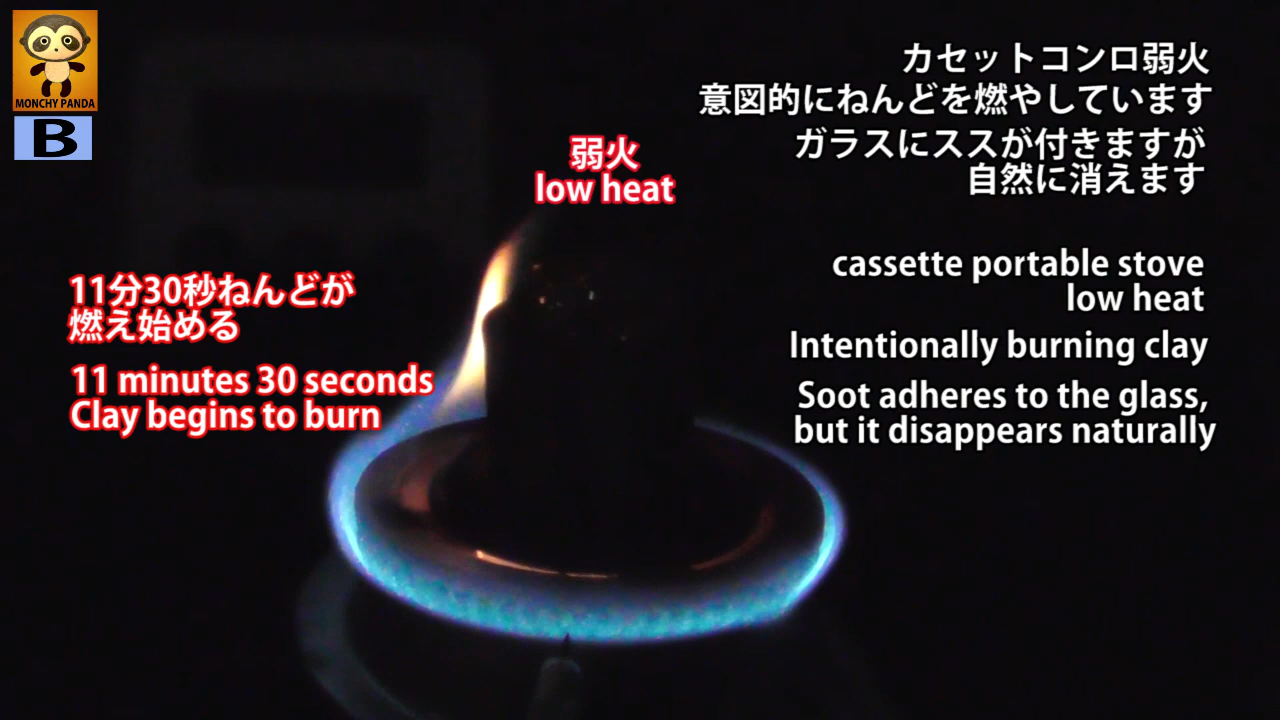 MONCHY PANDA
B
カセットコンロ弱火
意図的にねんどを燃やしています
ガラスにススが付きますが
自然に消えます
弱火
low heat
cassette portable stove
low heat
Intentionally burning clay
Soot adheres to the glass,
but it disappears naturally
11分30秒ねんどが
燃え始める
11 minutes 30 seconds
Clay begins to burn